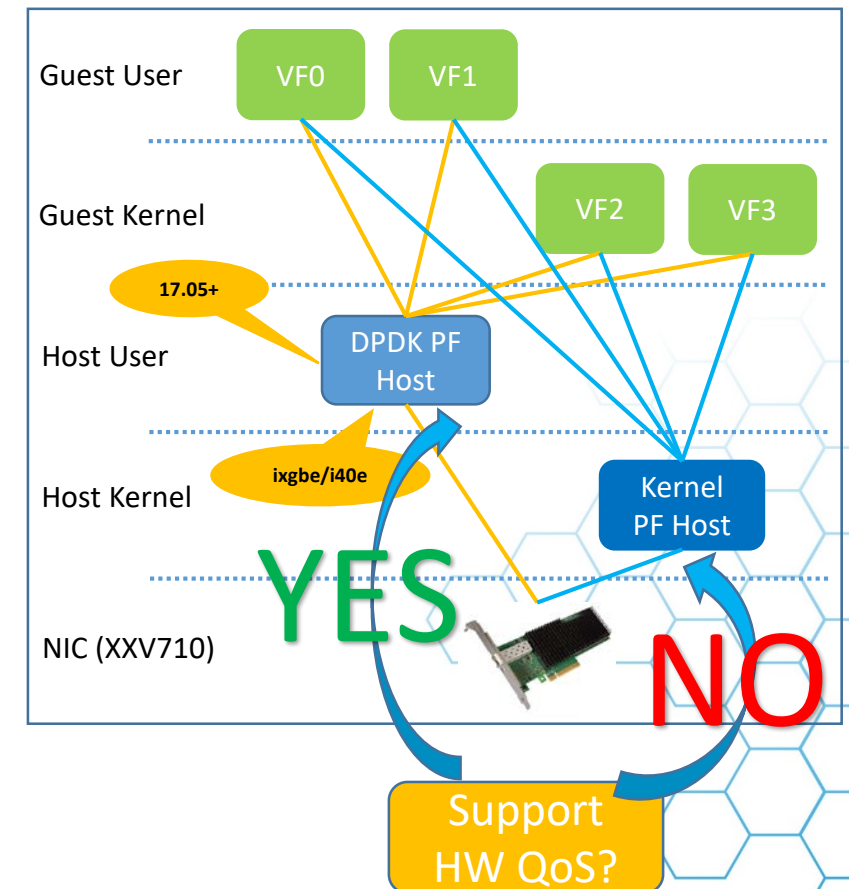 Guest User
VF0
VF1
Guest Kernel
VF2
VF3
17.05+
Host User
DPDK PF
Host
ixgbe/i40e
Host Kernel
Kernel
PF Host
YES
NIC (XXV710)
NO
Support
HW QoS?